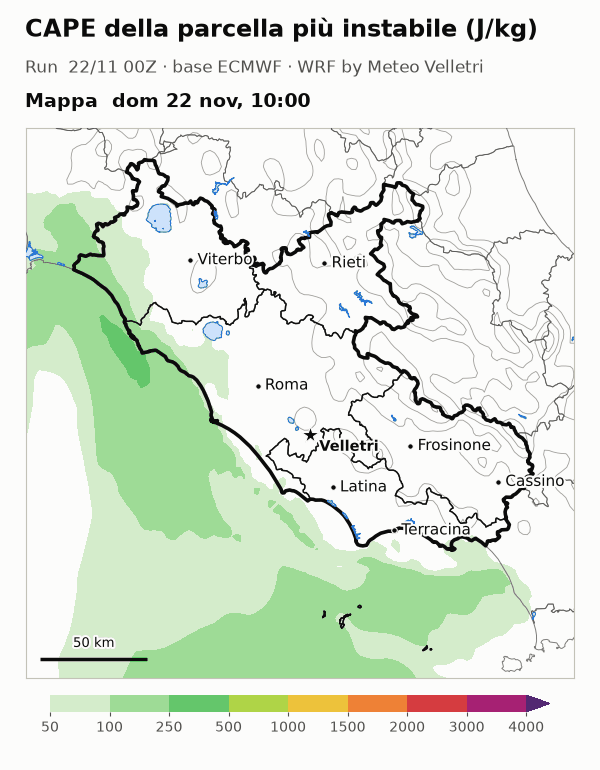 CAPE della parcella più instabile (J/kg)
Run  22/11 00Z · base ECMWF · WRF by Meteo Velletri
Mappa  dom 22 nov, 10:00
Viterbo
Rieti
Roma
Velletri
Frosinone
Cassino
Latina
Terracina
50 km
50 100 250 500 1000 1500 2000 3000 4000